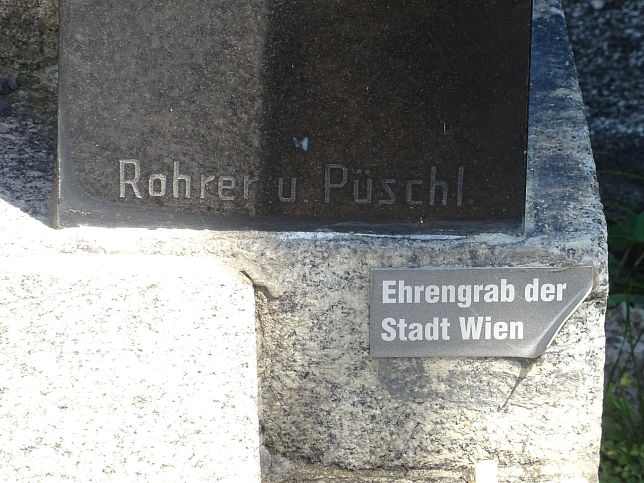 Rohrer u. Püschl.
Ehrengrab der
Stadt Wien